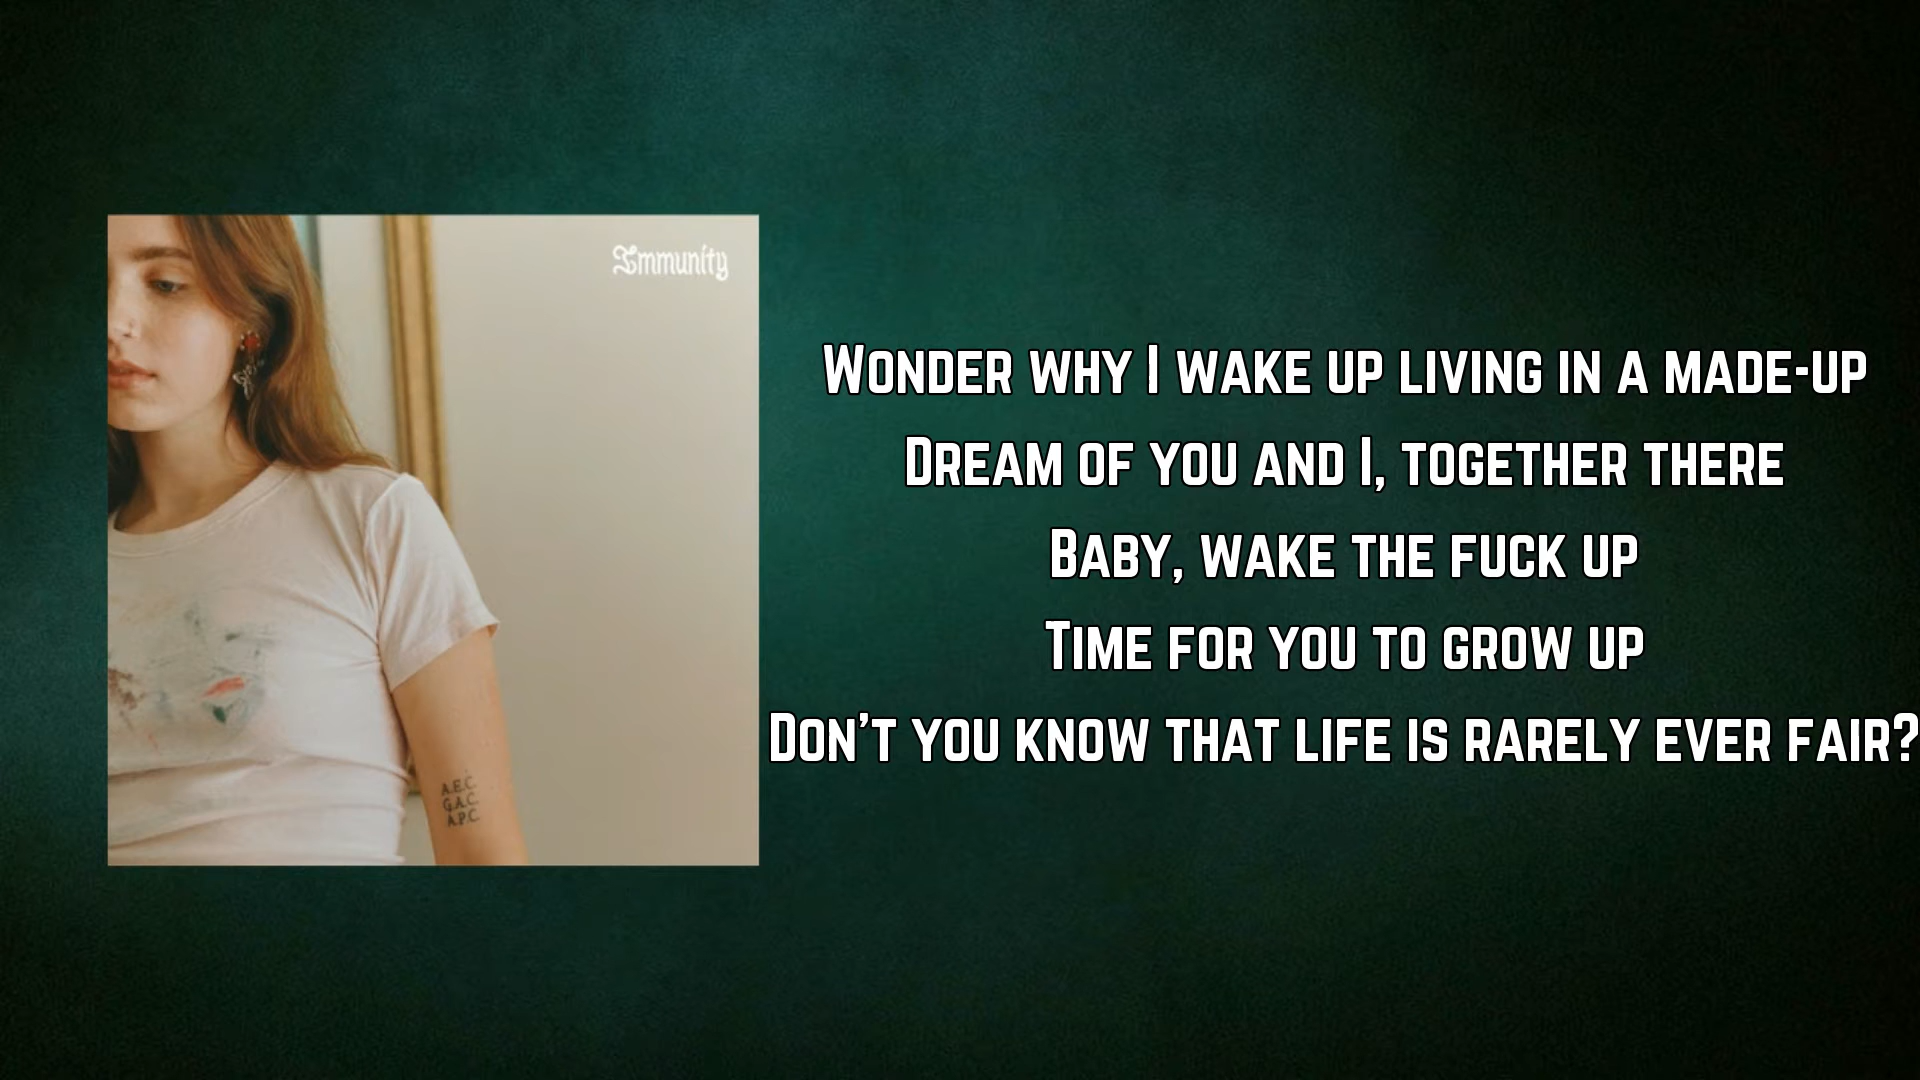 Immunity
Wonder why I wake up living in a made-up
Dream of you and I, together there
Baby, wake the fuck up
Time for you to grow up
Don't you know that life is rarely ever fair?
A.E.C.
G.A.C.
A.P.C.